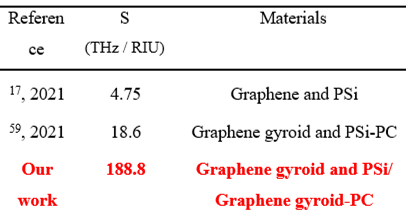 Referen S Materials
ce (THz / RIU)
17, 2021 4.75 Graphene and PSi
59, 2021 18.6 Graphene gyroid and PSi-PC
Our 188.8 Graphene gyroid and PSi/
work Graphene gyroid-PC